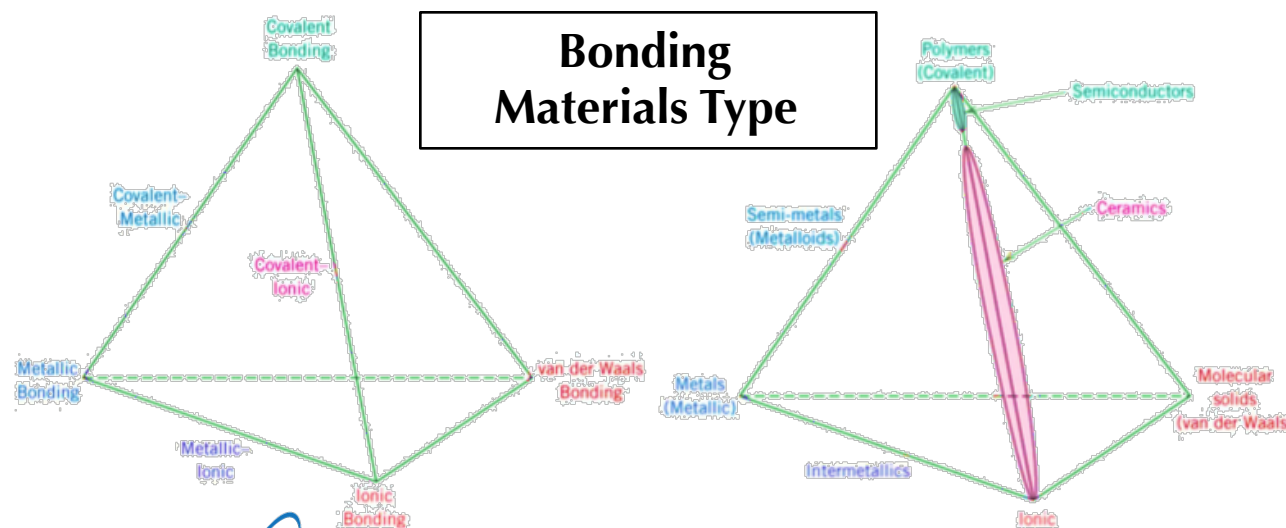 Bonding
Materials Type
Covalent
Bonding
Covalent–
Metallic
Covalent–
Ionic
Metallic
Bonding
van der Waals
Bonding
Metallic–
Ionic
Ionic
Bonding
Polymers
(Covalent)
Semiconductors
Semi-metals
(Metalloids)
Ceramics
Metals
(Metallic)
Molecular
solids
(van der Waals
Intermetallics
Ionic